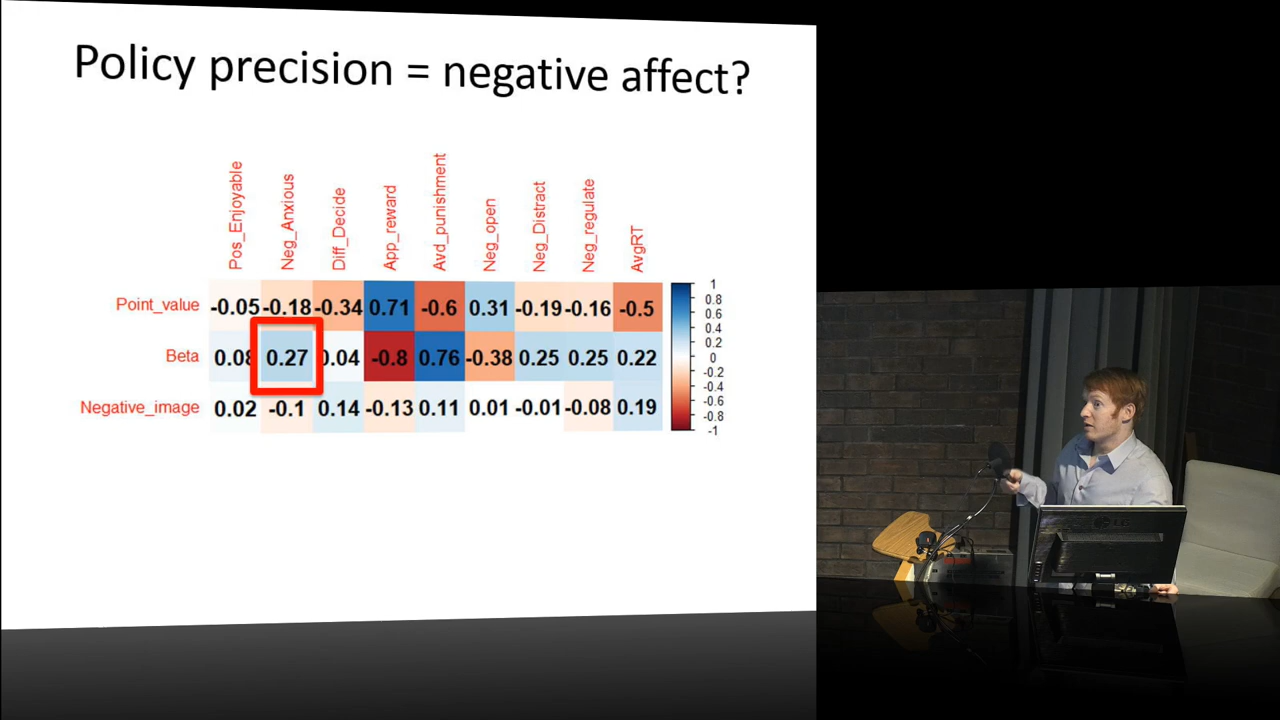 Policy precision = negative affect?
Pos_Enjoyable Neg_Anxious Diff_Decide App_reward Avd_punishment Neg_open Neg_Distract Neg_regulate AvgRT
Point_value -0.05 -0.18 -0.34 0.71 -0.6 0.31 -0.19 -0.16 -0.5
Beta 0.08 0.27 0.04 -0.8 0.76 -0.38 0.25 0.25 0.22
Negative_image 0.02 -0.1 0.14 -0.13 0.11 0.01 -0.01 -0.08 0.19
1
0.8
0.6
0.4
0.2
0
-0.2
-0.4
-0.6
-0.8
-1
LG